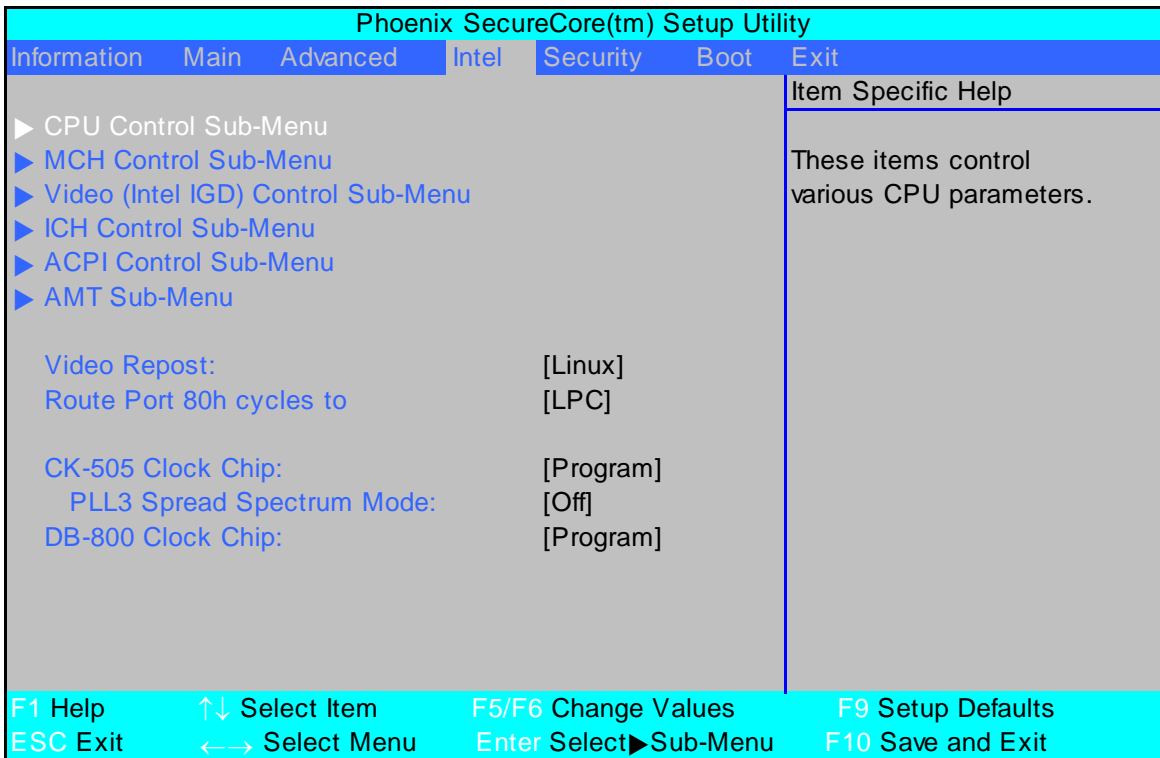 Phoenix SecureCore(tm) Setup Utility
Information Main Advanced Intel Security Boot Exit
Item Specific Help
▶ CPU Control Sub-Menu
▶ MCH Control Sub-Menu
▶ Video (Intel IGD) Control Sub-Menu
▶ ICH Control Sub-Menu
▶ ACPI Control Sub-Menu
▶ AMT Sub-Menu
Video Repost: [Linux]
Route Port 80h cycles to [LPC]
CK-505 Clock Chip: [Program]
PLL3 Spread Spectrum Mode: [Off]
DB-800 Clock Chip: [Program]
These items control
various CPU parameters.
F1 Help ↑↓ Select Item F5/F6 Change Values F9 Setup Defaults
ESC Exit ←→ Select Menu Enter Select▶Sub-Menu F10 Save and Exit